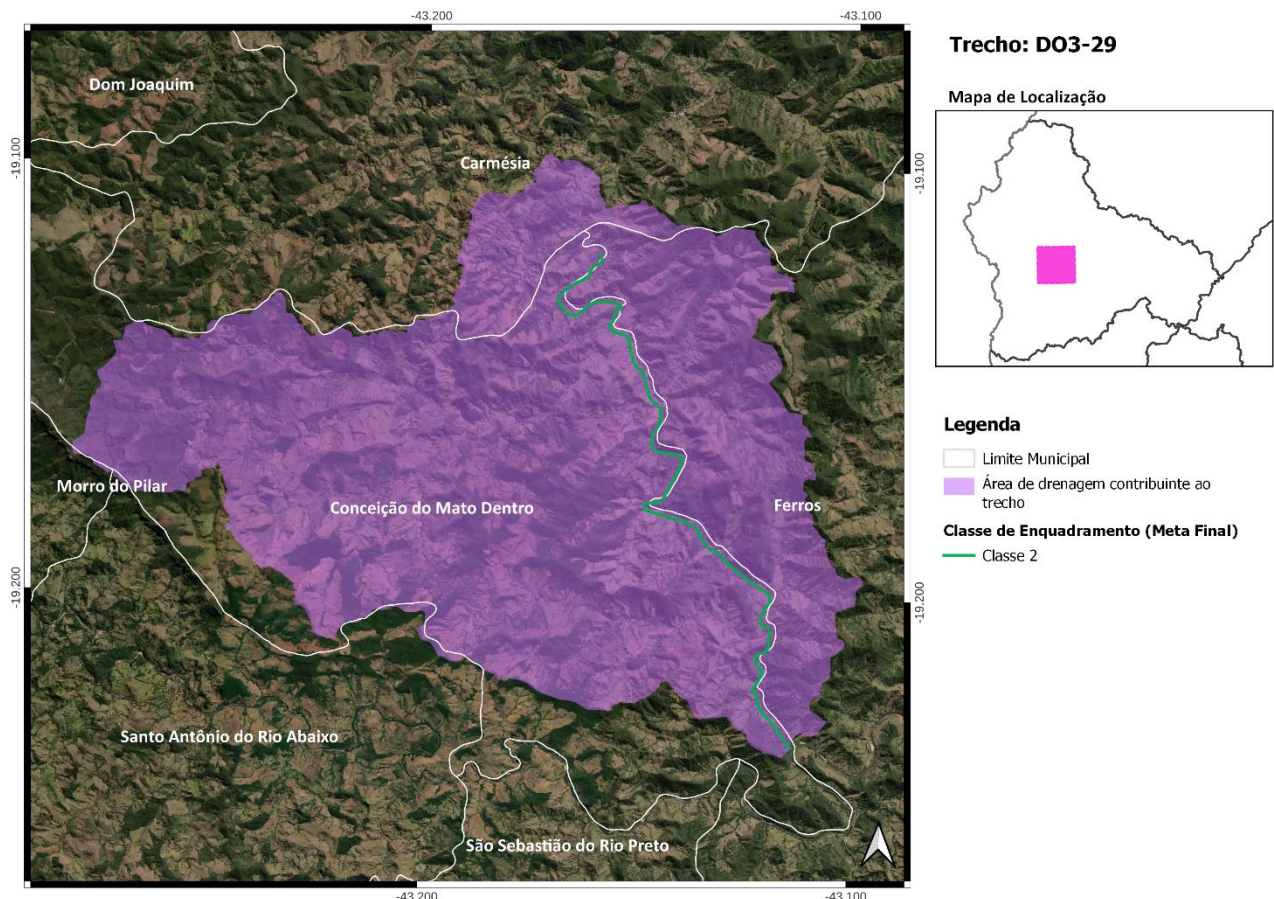 -43.200
-43.100
Trecho: DO3-29
Mapa de Localização
Dom Joaquim
-19.100
-19.100
Carmésia
Legenda
Limite Municipal
Área de drenagem contribuinte ao
trecho
Classe de Enquadramento (Meta Final)
Classe 2
Morro do Pilar
Conceição do Mato Dentro
Ferros
-19.200
-19.200
Santo Antônio do Rio Abaixo
São Sebastião do Rio Preto
-43.200
-43.100